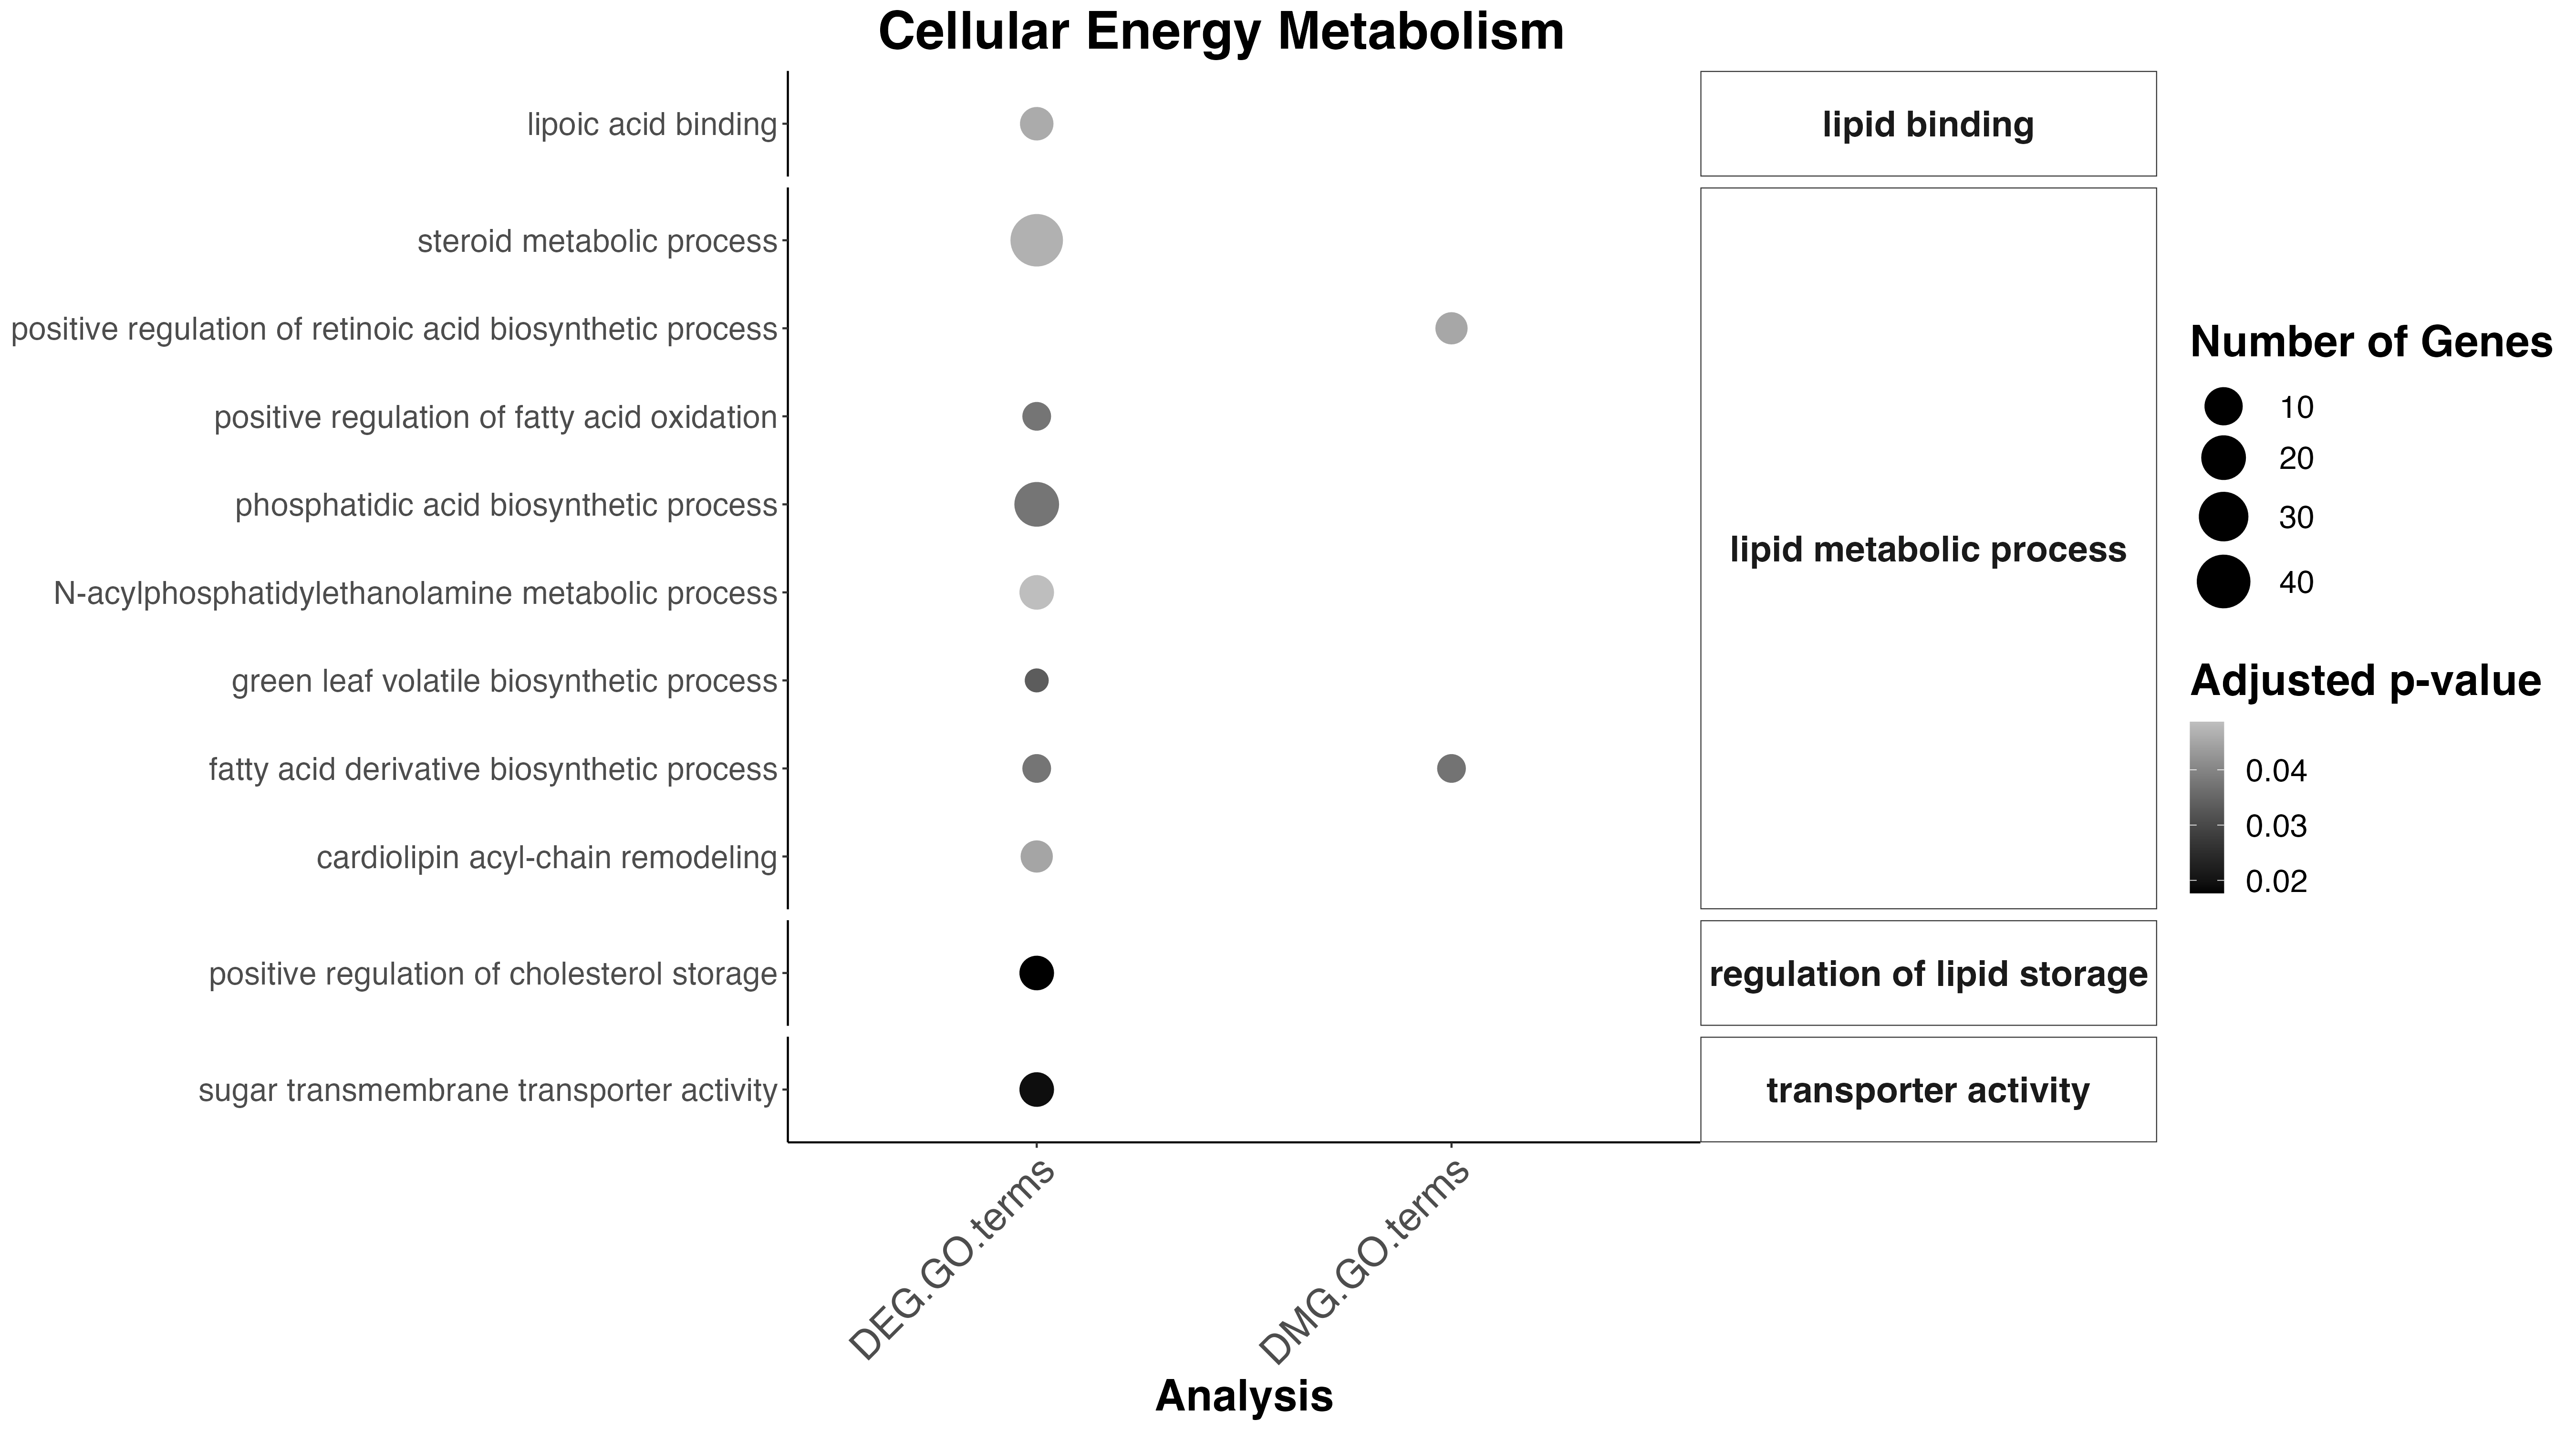 Cellular Energy Metabolism
lipoic acid binding
lipid binding
steroid metabolic process
positive regulation of retinoic acid biosynthetic process
positive regulation of fatty acid oxidation
phosphatidic acid biosynthetic process
N-acylphosphatidylethanolamine metabolic process
green leaf volatile biosynthetic process
fatty acid derivative biosynthetic process
cardiolipin acyl-chain remodeling
lipid metabolic process
positive regulation of cholesterol storage
regulation of lipid storage
sugar transmembrane transporter activity
transporter activity
DEG.GO.terms
DMG.GO.terms
Analysis
Number of Genes
10
20
30
40
Adjusted p-value
0.04
0.03
0.02